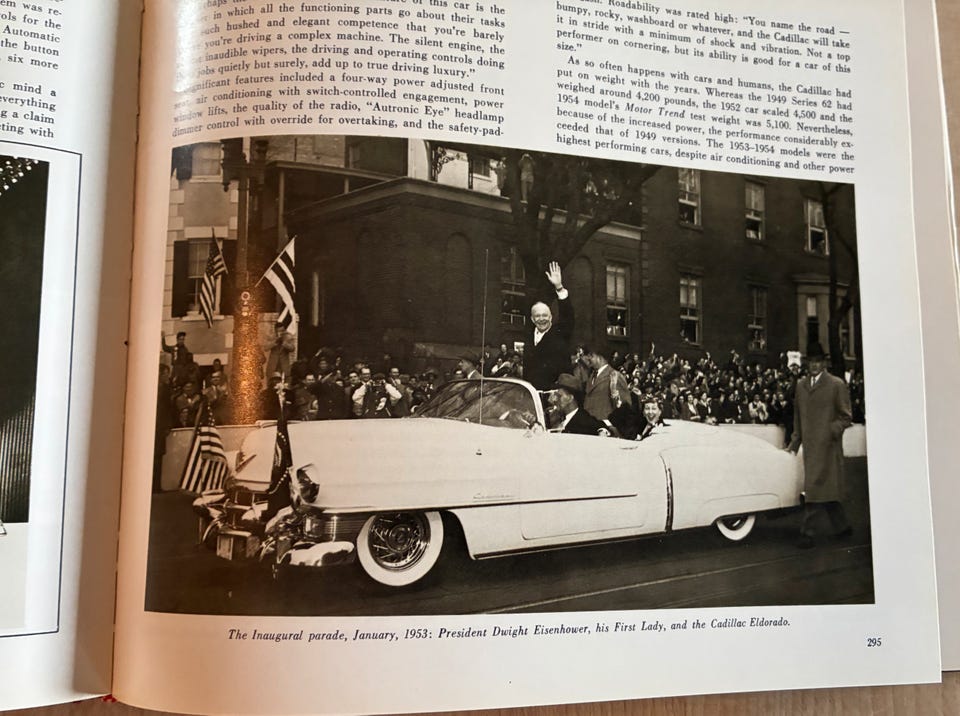 em was re-
ols for the
Automatic
the button
six more
mind a
everything
g a claim
cting with
of this car is the
in which all the functioning parts go about their tasks
such hushed and elegant competence that you're barely
you're driving a complex machine. The silent engine, the
inaudible wipers, the driving and operating controls doing
jobs quietly but surely, add up to true driving luxury."
significant features included a four-way power adjusted front
seat, air conditioning with switch-controlled engagement, power
window lifts, the quality of the radio, "Autronic Eye" headlamp
dimmer control with override for overtaking, and the safety-pad-
Roadability was rated high: "You name the road —
bumpy, rocky, washboard or whatever, and the Cadillac will take
it in stride with a minimum of shock and vibration. Not a top
performer on cornering, but its ability is good for a car of this
size."
As so often happens with cars and humans, the Cadillac had
put on weight with the years. Whereas the 1949 Series 62 had
weighed around 4,200 pounds, the 1952 car scaled 4,500 and the
1954 model's Motor Trend test weight was 5,100. Nevertheless,
because of the increased power, the performance considerably ex-
ceeded that of 1949 versions. The 1953-1954 models were the
highest performing cars, despite air conditioning and other power
The Inaugural parade, January, 1953: President Dwight Eisenhower, his First Lady, and the Cadillac Eldorado.
295